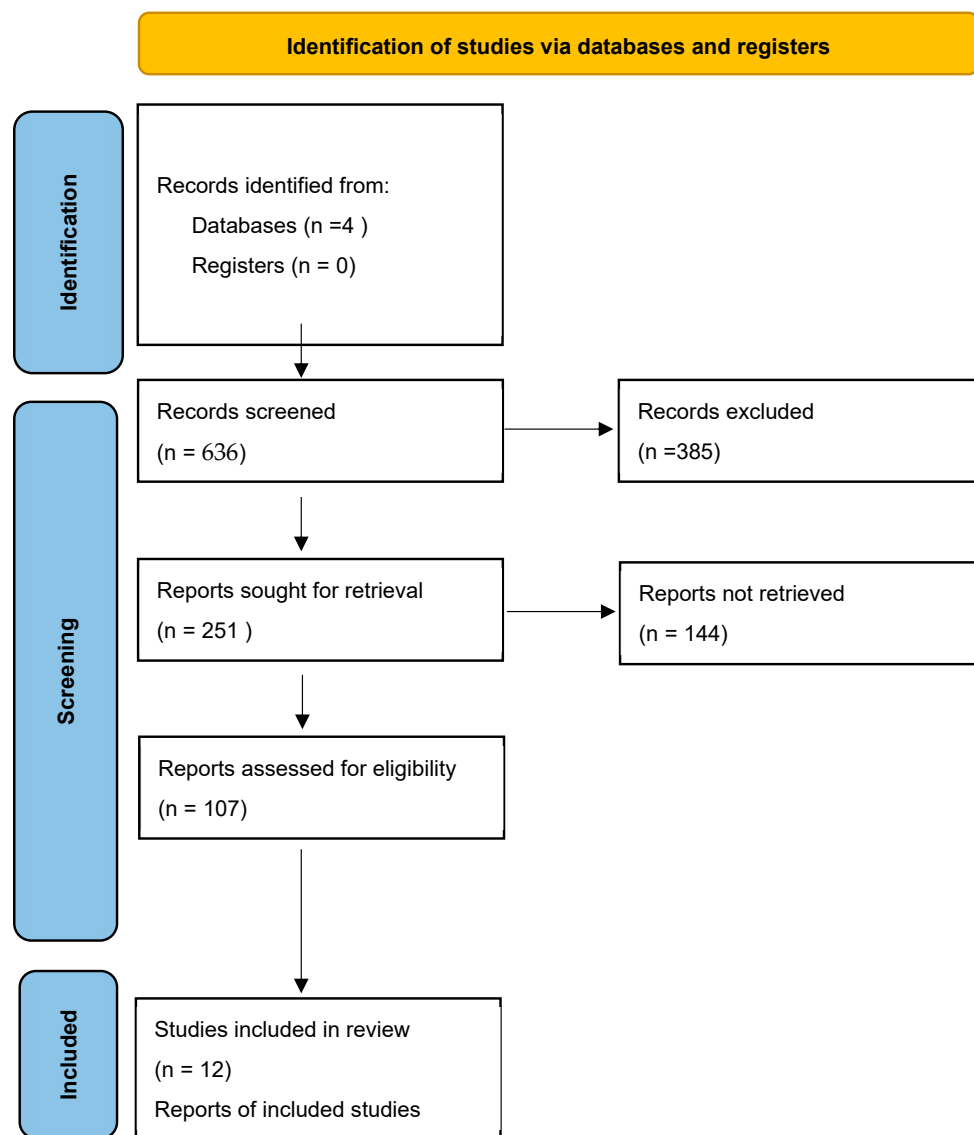 Identification of studies via databases and registers
Identification
Records identified from:
Databases (n =4 )
Registers (n = 0)
Screening
Records screened
(n = 636)
Records excluded
(n =385)
Reports sought for retrieval
(n = 251 )
Reports not retrieved
(n = 144)
Reports assessed for eligibility
(n = 107)
Included
Studies included in review
(n = 12)
Reports of included studies